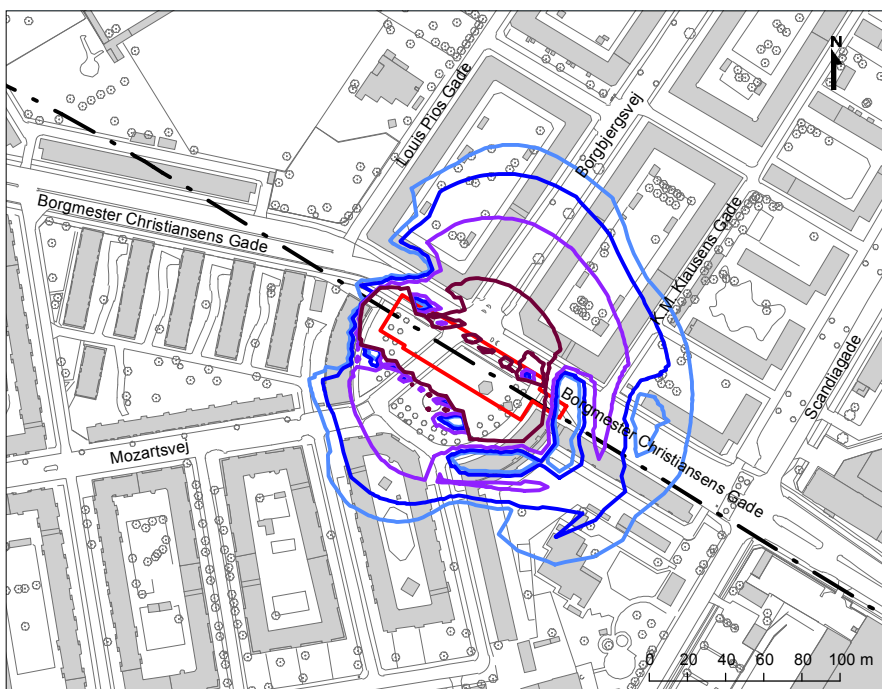 N
Louis Pios Gade
Borgbjergsvej
Borgmester Christiansens Gade
K.M. Klausens Gade
Scandiagade
Borgmester Christiansens Gade
Mozartsvej
0 20 40 60 80 100 m